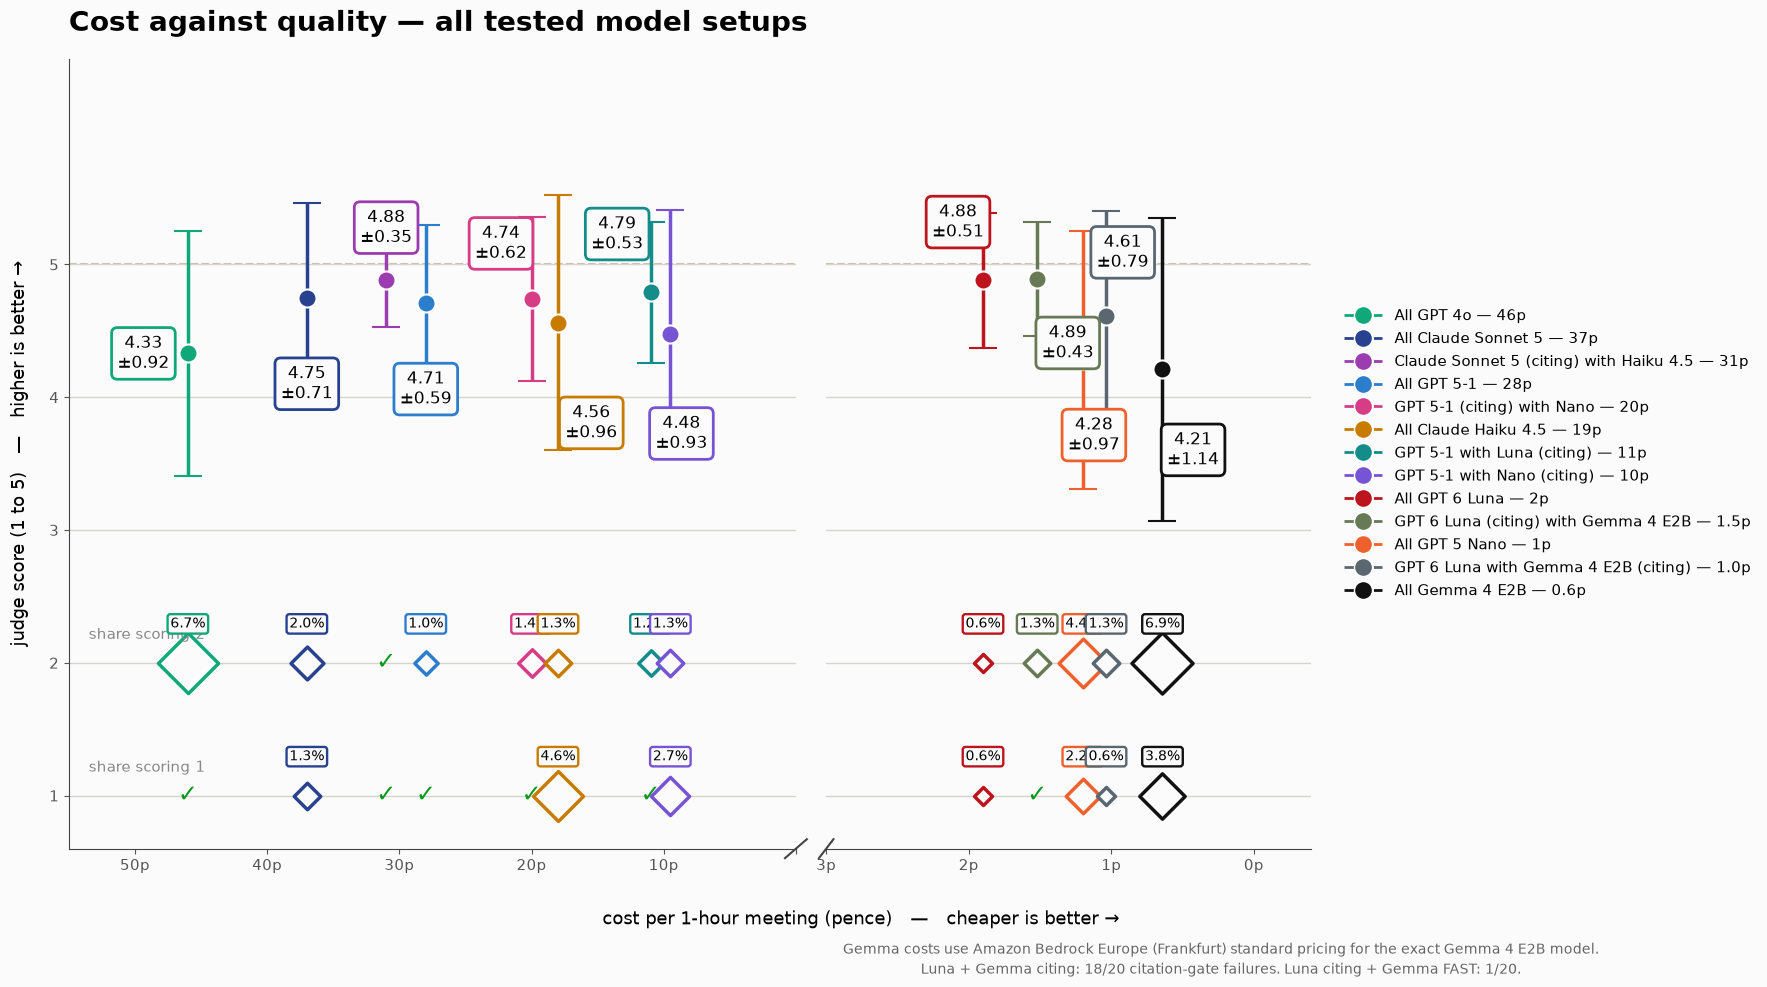 Cost against quality — all tested model setups
judge score (1 to 5) — higher is better →
5
4
3
2
1
4.33
±0.92
4.75
±0.71
4.88
±0.35
4.71
±0.59
4.74
±0.62
4.56
±0.96
4.79
±0.53
4.48
±0.93
4.88
±0.51
4.89
±0.43
4.28
±0.97
4.61
±0.79
4.21
±1.14
share scoring 2
6.7%
2.0%
✓
1.0%
1.4
1.3%
1.2
1.3%
0.6%
1.3%
4.4
1.3%
6.9%
share scoring 1
✓
1.3%
✓
✓
✓
4.6%
✓
2.7%
0.6%
✓
2.2
0.6%
3.8%
50p
40p
30p
20p
10p
3p
2p
1p
0p
cost per 1-hour meeting (pence) — cheaper is better →
All GPT 4o — 46p
All Claude Sonnet 5 — 37p
Claude Sonnet 5 (citing) with Haiku 4.5 — 31p
All GPT 5-1 — 28p
GPT 5-1 (citing) with Nano — 20p
All Claude Haiku 4.5 — 19p
GPT 5-1 with Luna (citing) — 11p
GPT 5-1 with Nano (citing) — 10p
All GPT 6 Luna — 2p
GPT 6 Luna (citing) with Gemma 4 E2B — 1.5p
All GPT 5 Nano — 1p
GPT 6 Luna with Gemma 4 E2B (citing) — 1.0p
All Gemma 4 E2B — 0.6p
Gemma costs use Amazon Bedrock Europe (Frankfurt) standard pricing for the exact Gemma 4 E2B model.
Luna + Gemma citing: 18/20 citation-gate failures. Luna citing + Gemma FAST: 1/20.